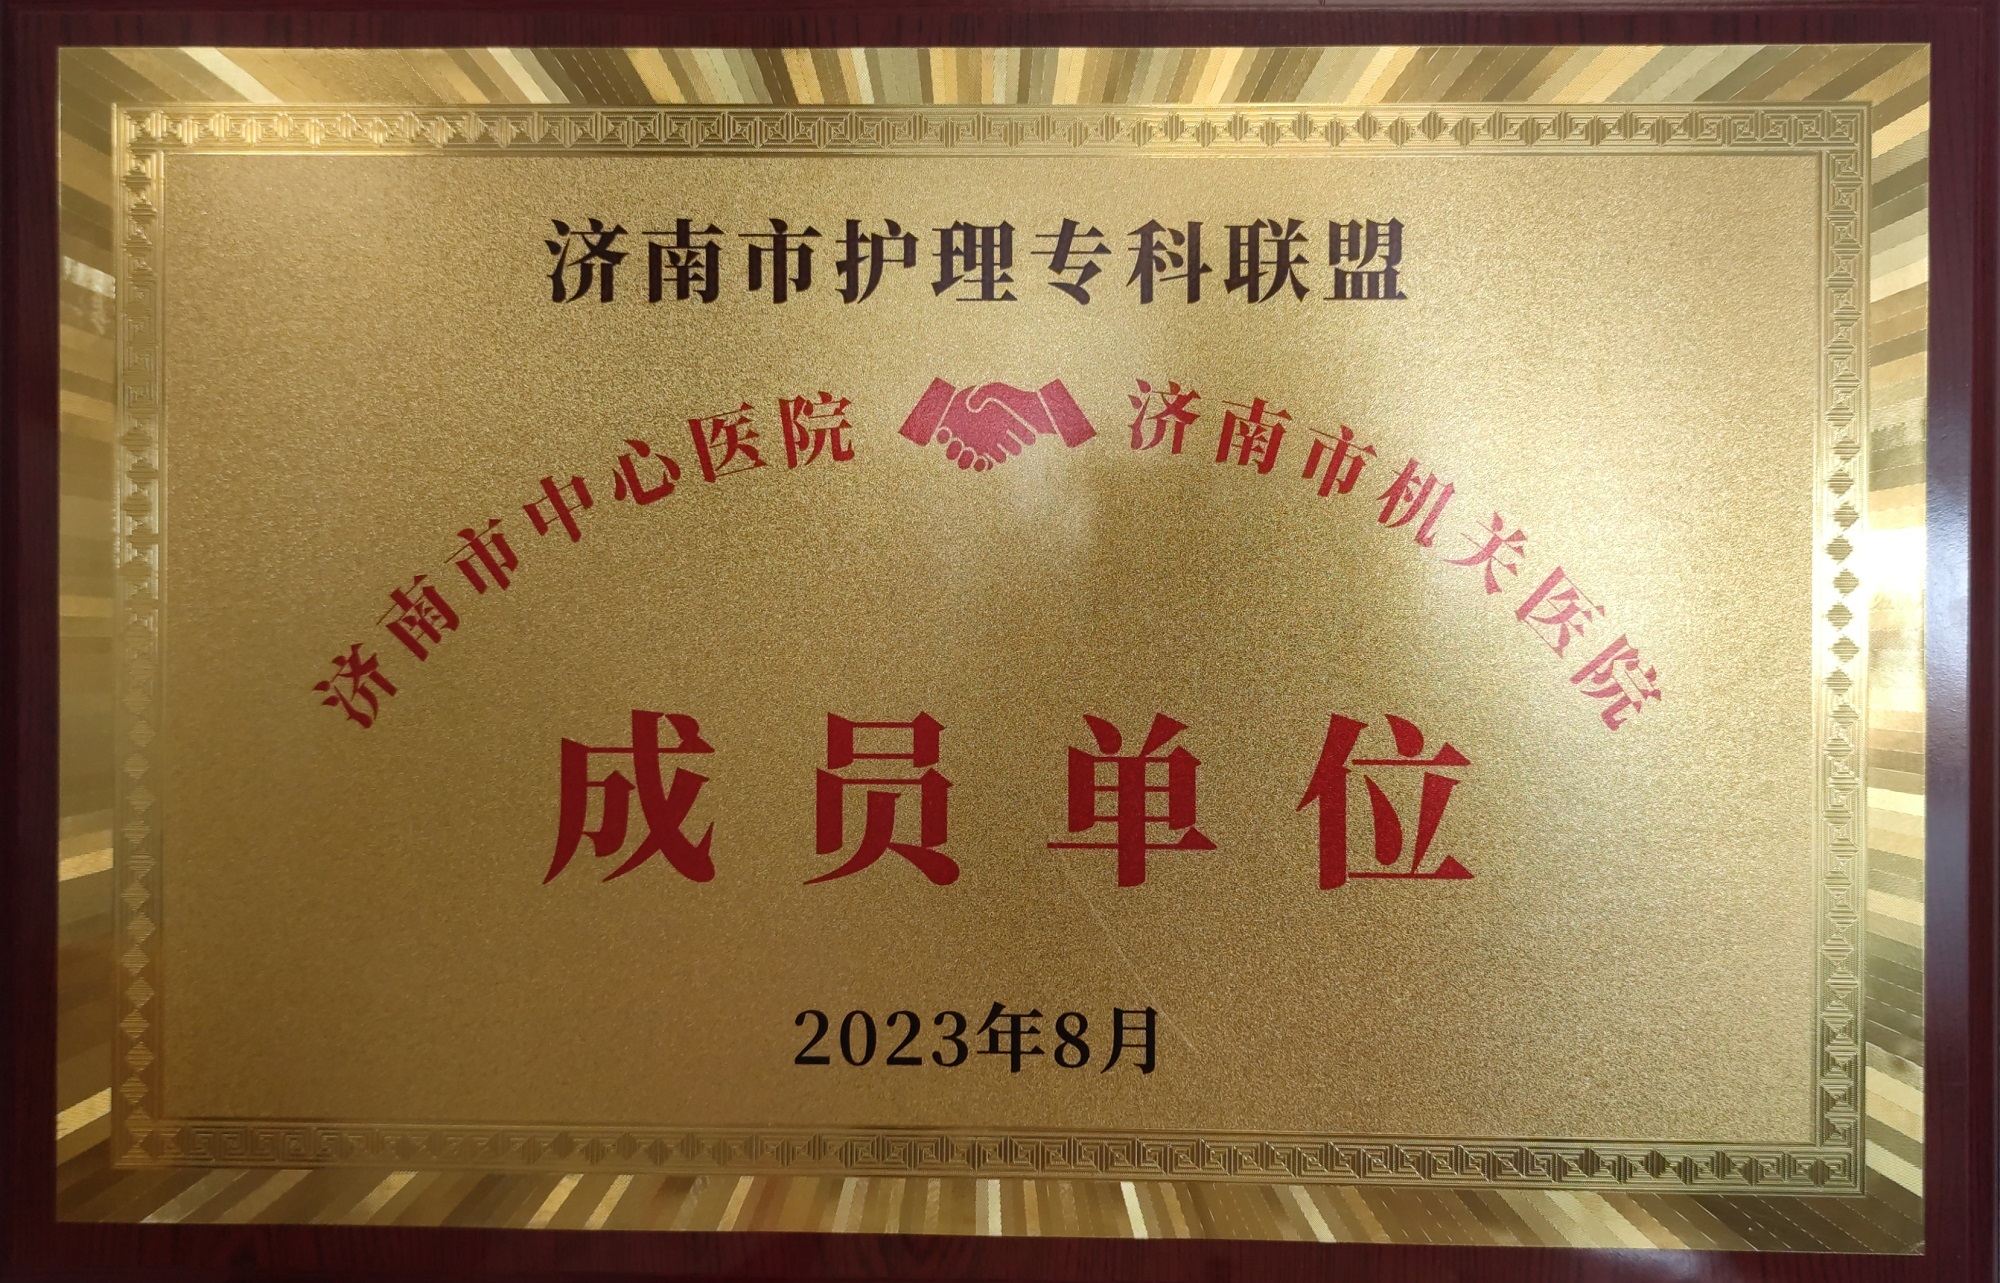 济南市护理专科联盟
济南市中心医院 济南市机关医院
成员单位
2023年8月